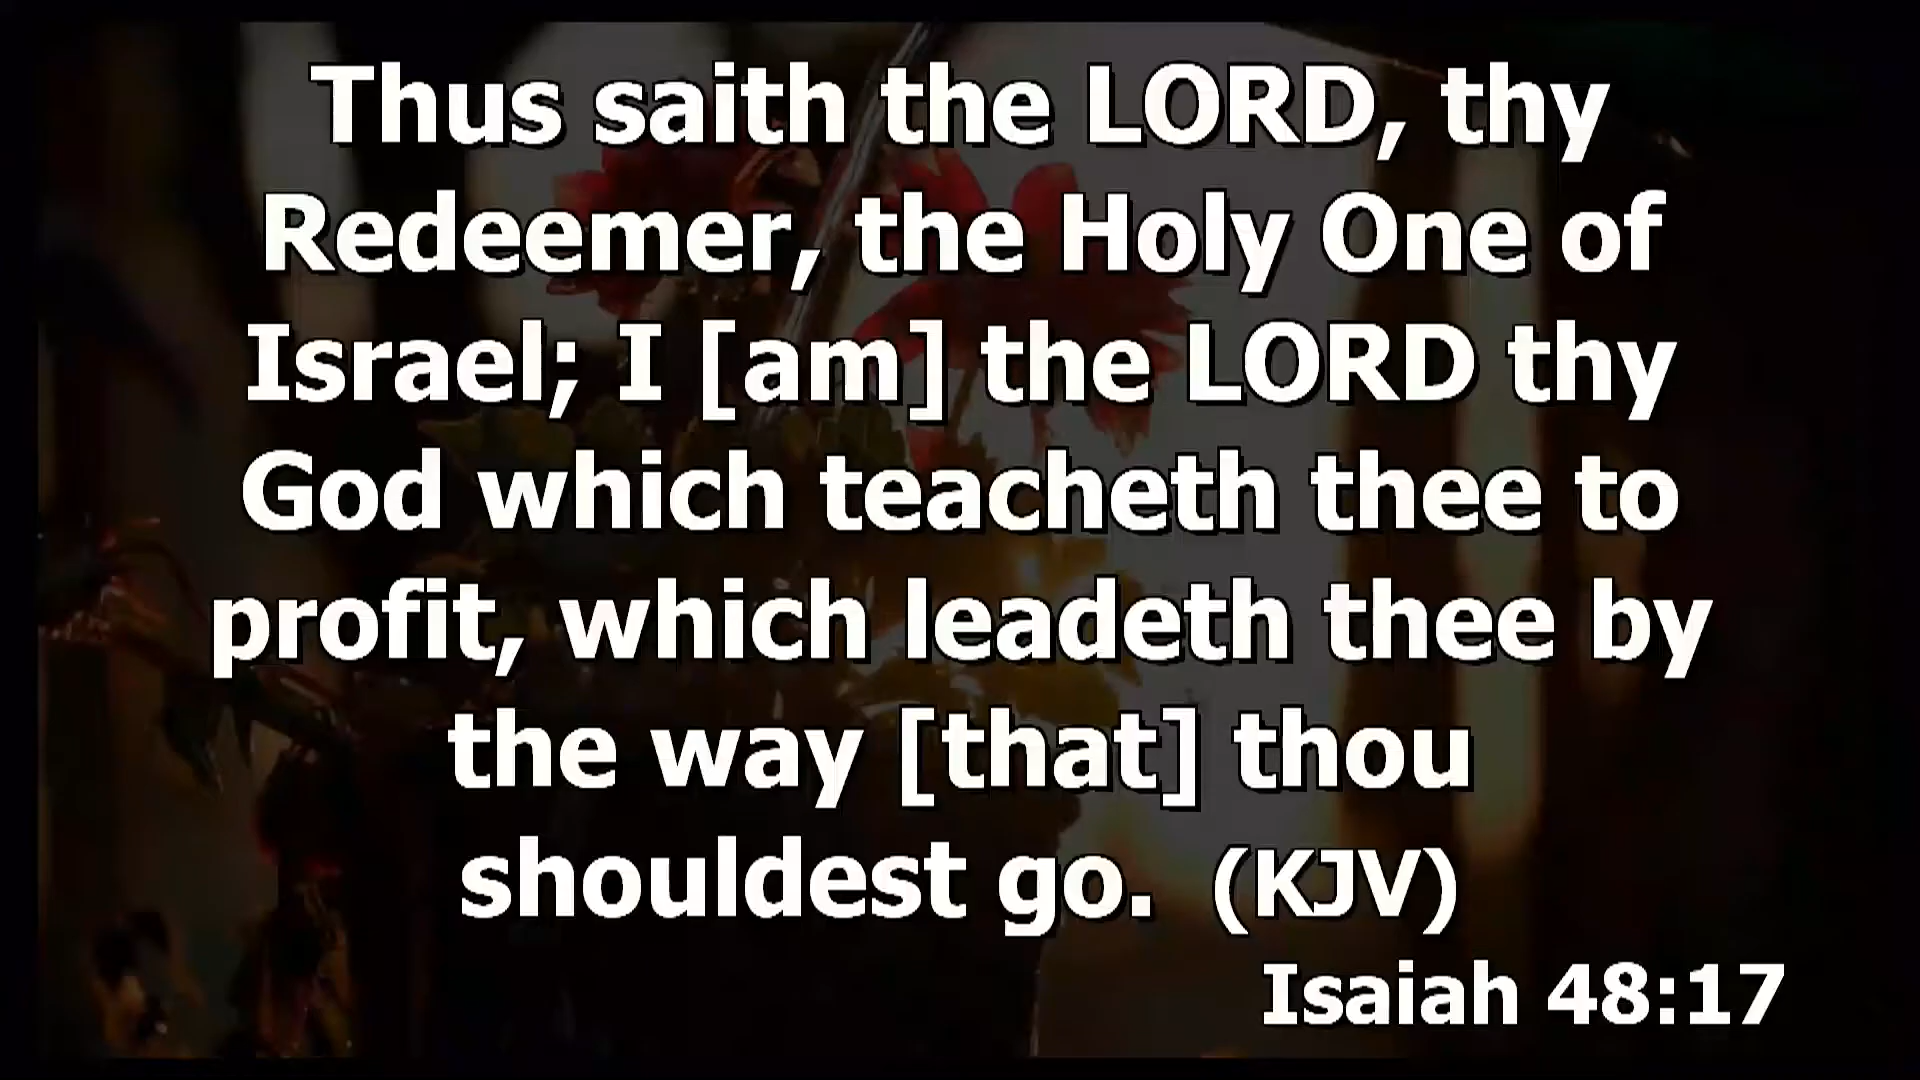 Thus saith the LORD, thy
Redeemer, the Holy One of
Israel; I [am] the LORD thy
God which teacheth thee to
profit, which leadeth thee by
the way [that] thou
shouldest go.  (KJV)
Isaiah 48:17